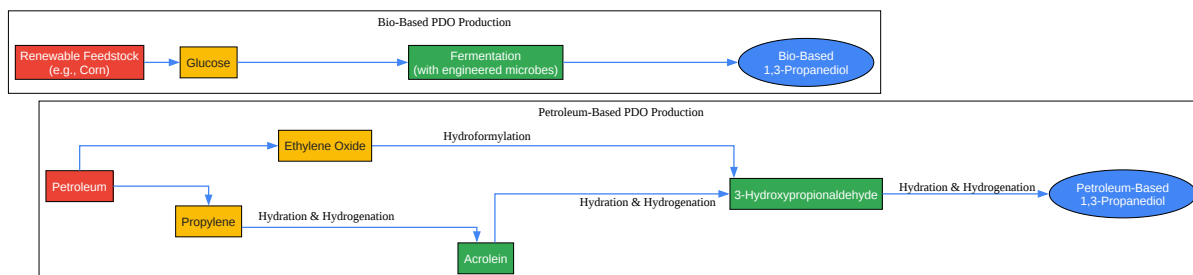 Bio-Based PDO Production
Renewable Feedstock
(e.g., Corn)
Glucose
Fermentation
(with engineered microbes)
Bio-Based
1,3-Propanediol
Petroleum-Based PDO Production
Petroleum
Ethylene Oxide
Hydroformylation
Propylene
Hydration & Hydrogenation
Acrolein
Hydration & Hydrogenation
3-Hydroxypropionaldehyde
Hydration & Hydrogenation
Petroleum-Based
1,3-Propanediol